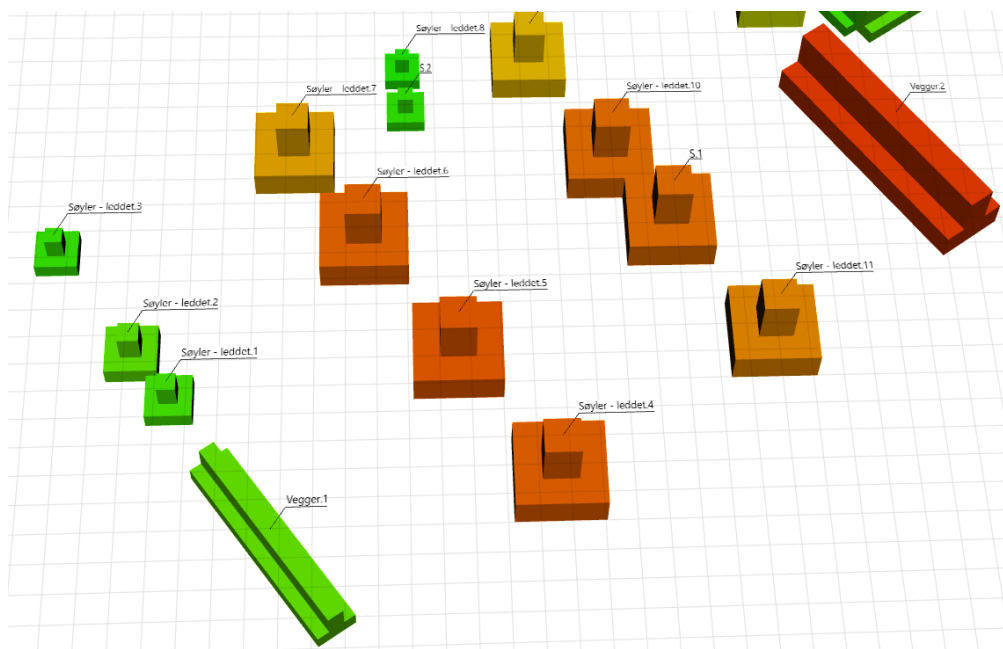 Søyler - leddet.8
S.2
Søyler - leddet.7
Søyler - leddet.10
Vegger.2
S.1
Søyler - leddet.6
Søyler - leddet.3
Søyler - leddet.11
Søyler - leddet.5
Søyler - leddet.2
Søyler - leddet.1
Søyler - leddet.4
Vegger.1